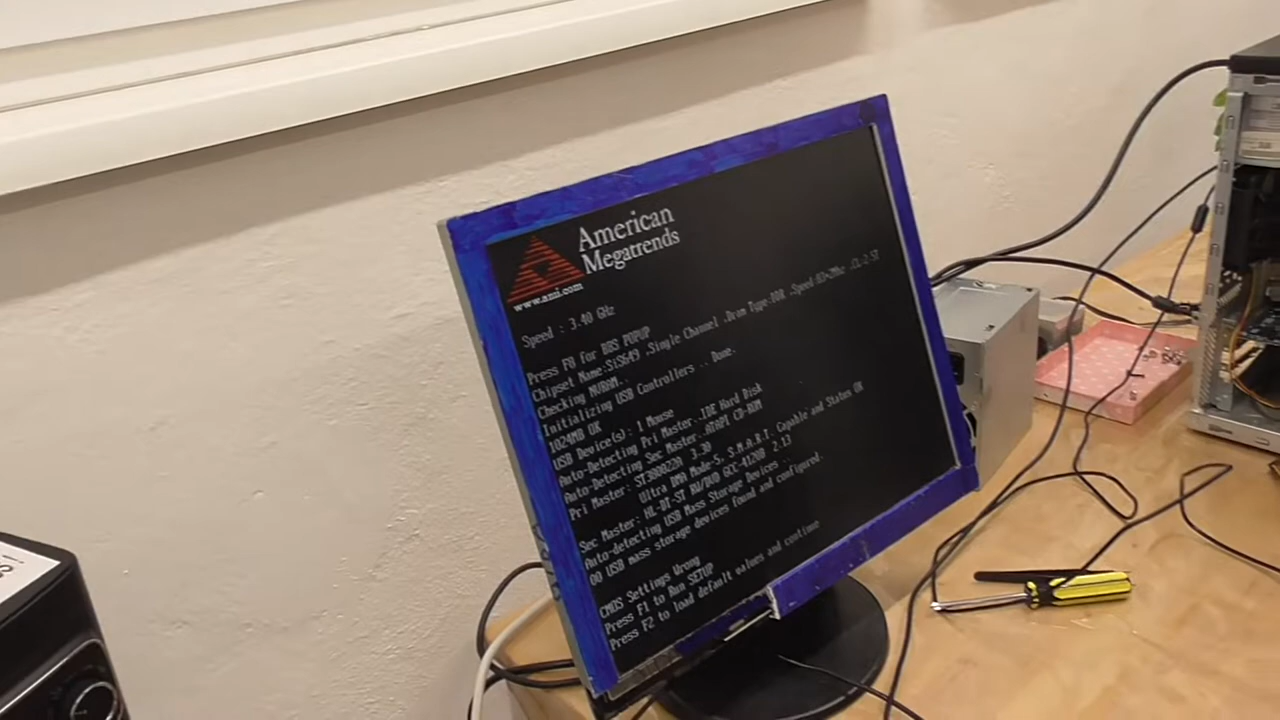 American
Megatrends
www.ami.com
Speed : 3.40 GHz
Press F8 for BBS POPUP
Chipset Name:SiS649 ,Single Channel ,Dram Type:DDR ,Speed:
Checking NVRAM..
Initializing USB Controllers .. Done.
1024MB OK
USB Device(s): 1 Mouse
Auto-Detecting Pri Master..IDE Hard Disk
Auto-Detecting Sec Master..ATAPI CD-ROM
Pri Master: ST380022A 3.30
Ultra DMA Mode-5, S.M.A.R.T. Capable and Status OK
Sec Master: HL-DT-ST RW/DVD GCC-4120B 2.13
Auto-detecting USB Mass Storage Devices ..
00 USB mass storage devices found and configured.
CMOS Settings Wrong
Press F1 to Run SETUP
Press F2 to load default values and continue